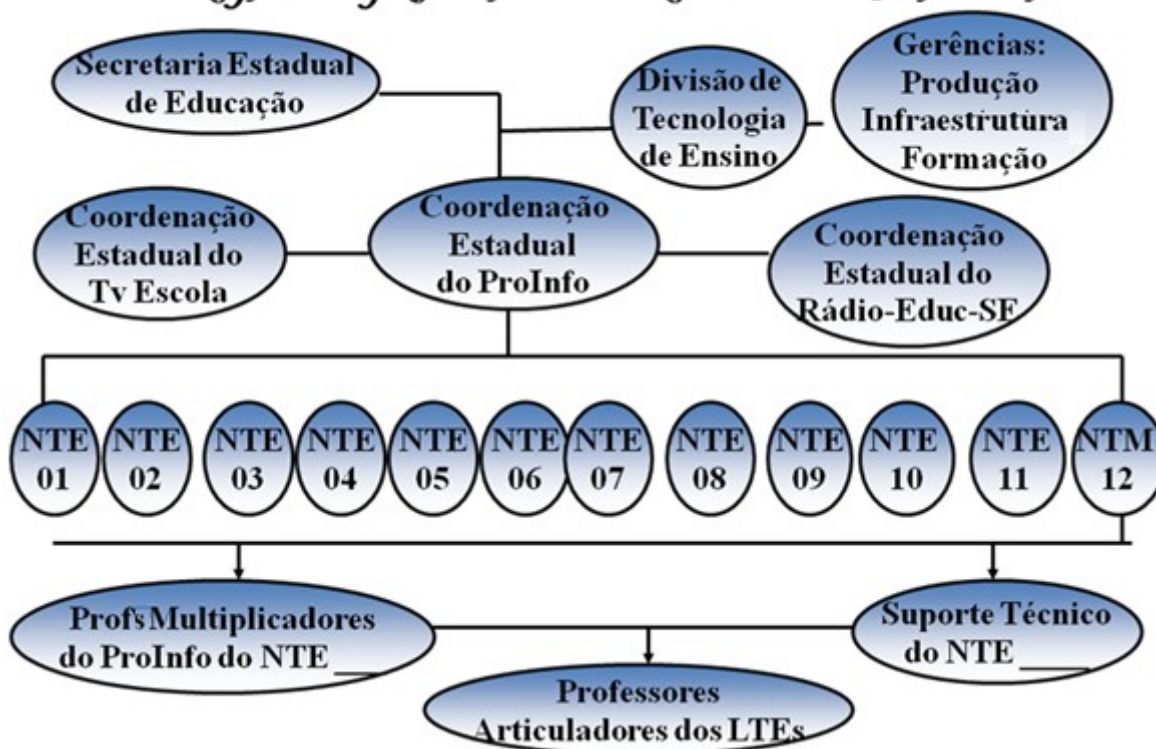 Secretaria Estadual
de Educação
Divisão de
Tecnologia
de Ensino
Gerências:
Produção
Infraestrutura
Formação
Coordenação
Estadual do
Tv Escola
Coordenação
Estadual
do ProInfo
Coordenação
Estadual do
Rádio-Educ-SF
NTE
01
NTE
02
NTE
03
NTE
04
NTE
05
NTE
06
NTE
07
NTE
08
NTE
09
NTE
10
NTE
11
NTM
12
Profs Multiplicadores
do ProInfo do NTE ___
Suporte Técnico
do NTE ____
Professores
Articuladores dos LTEs